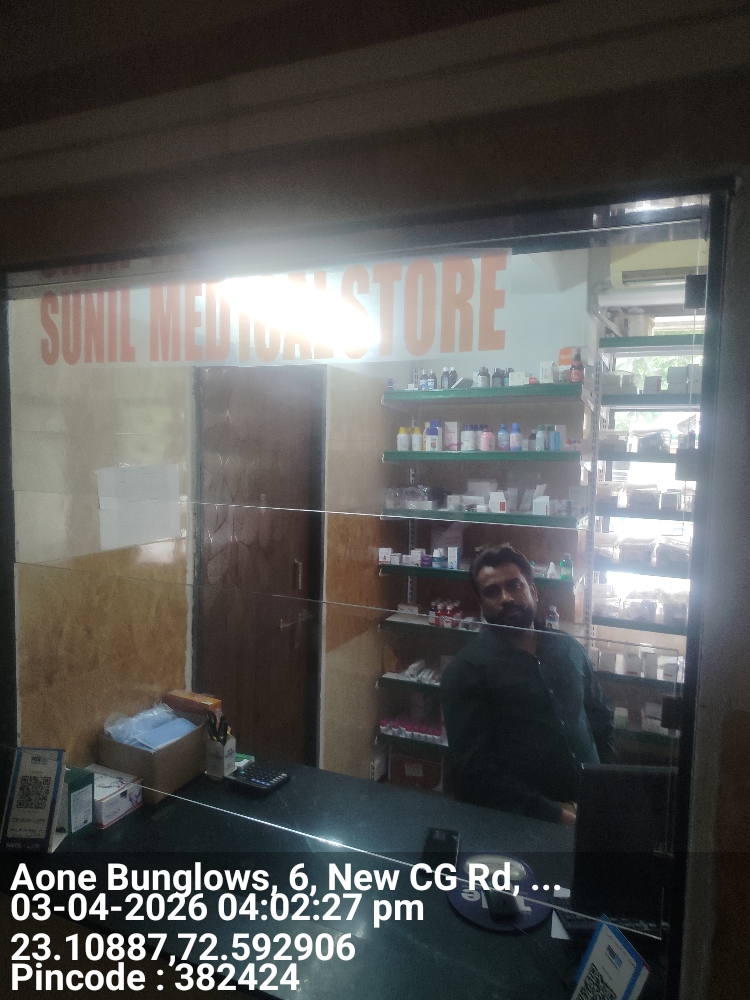 SUNIL MEDICAL STORE
Aone Bunglows, 6, New CG Rd, ...
03-04-2026 04:02:27 pm
23.10887,72.592906
Pincode : 382424